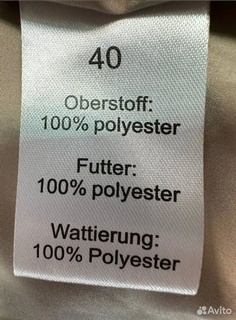 40
Oberstoff:
100% polyester
Futter:
100% polyester
Wattierung:
100% Polyester
Avito